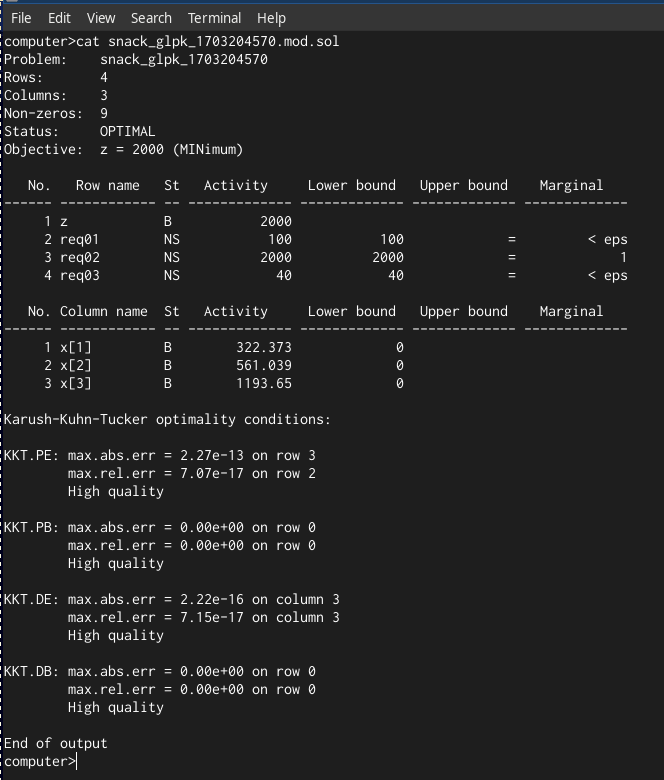 File Edit View Search Terminal Help
computer>cat snack_glpk_1703204570.mod.sol
Problem:    snack_glpk_1703204570
Rows:       4
Columns:    3
Non-zeros:  9
Status:     OPTIMAL
Objective:  z = 2000 (MINimum)

   No.   Row name   St   Activity     Lower bound   Upper bound    Marginal
------ ------------ -- ------------- ------------- ------------- -------------
     1 z            B           2000
     2 req01        NS           100           100             =         < eps
     3 req02        NS          2000          2000             =             1
     4 req03        NS            40            40             =         < eps

   No. Column name  St   Activity     Lower bound   Upper bound    Marginal
------ ------------ -- ------------- ------------- ------------- -------------
     1 x[1]         B        322.373             0
     2 x[2]         B        561.039             0
     3 x[3]         B        1193.65             0

Karush-Kuhn-Tucker optimality conditions:

KKT.PE: max.abs.err = 2.27e-13 on row 3
        max.rel.err = 7.07e-17 on row 2
        High quality

KKT.PB: max.abs.err = 0.00e+00 on row 0
        max.rel.err = 0.00e+00 on row 0
        High quality

KKT.DE: max.abs.err = 2.22e-16 on column 3
        max.rel.err = 7.15e-17 on column 3
        High quality

KKT.DB: max.abs.err = 0.00e+00 on row 0
        max.rel.err = 0.00e+00 on row 0
        High quality

End of output
computer>